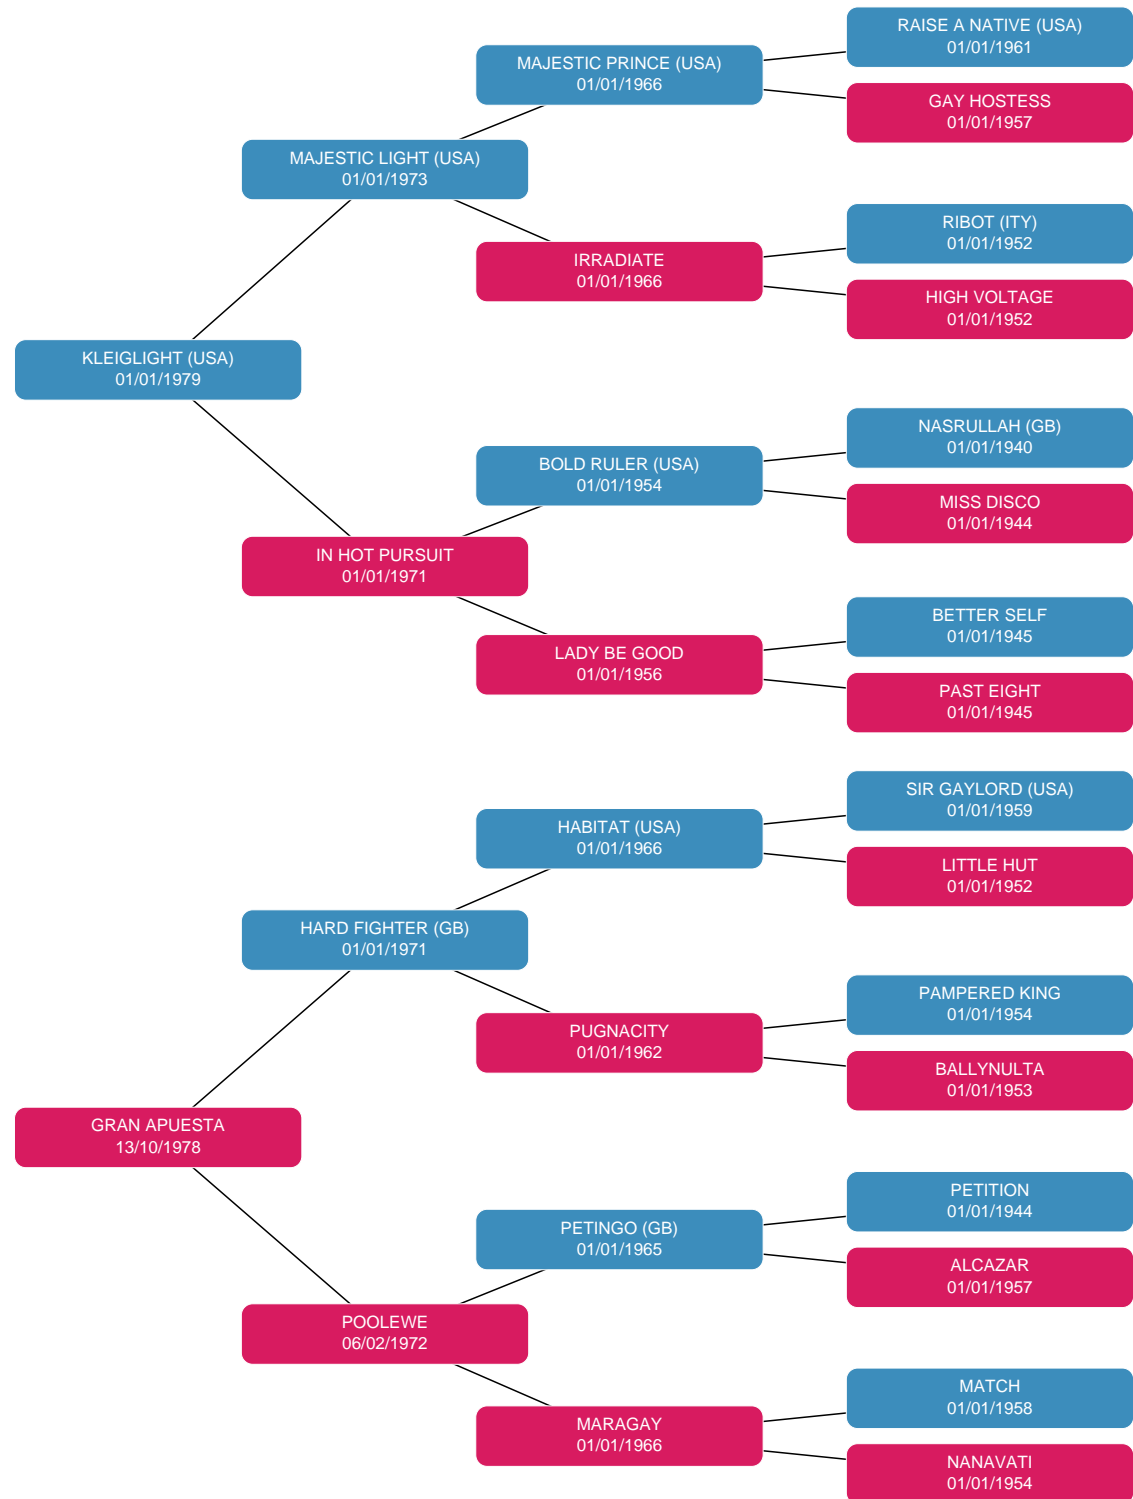 RAISE A NATIVE (USA)
01/01/1961
MAJESTIC PRINCE (USA)
01/01/1966
GAY HOSTESS
01/01/1957
MAJESTIC LIGHT (USA)
01/01/1973
RIBOT (ITY)
01/01/1952
IRRADIATE
01/01/1966
HIGH VOLTAGE
01/01/1952
KLEIGLIGHT (USA)
01/01/1979
NASRULLAH (GB)
01/01/1940
BOLD RULER (USA)
01/01/1954
MISS DISCO
01/01/1944
IN HOT PURSUIT
01/01/1971
BETTER SELF
01/01/1945
LADY BE GOOD
01/01/1956
PAST EIGHT
01/01/1945
SIR GAYLORD (USA)
01/01/1959
HABITAT (USA)
01/01/1966
LITTLE HUT
01/01/1952
HARD FIGHTER (GB)
01/01/1971
PAMPERED KING
01/01/1954
PUGNACITY
01/01/1962
BALLYNULTA
01/01/1953
GRAN APUESTA
13/10/1978
PETITION
01/01/1944
PETINGO (GB)
01/01/1965
ALCAZAR
01/01/1957
POOLEWE
06/02/1972
MATCH
01/01/1958
MARAGAY
01/01/1966
NANAVATI
01/01/1954